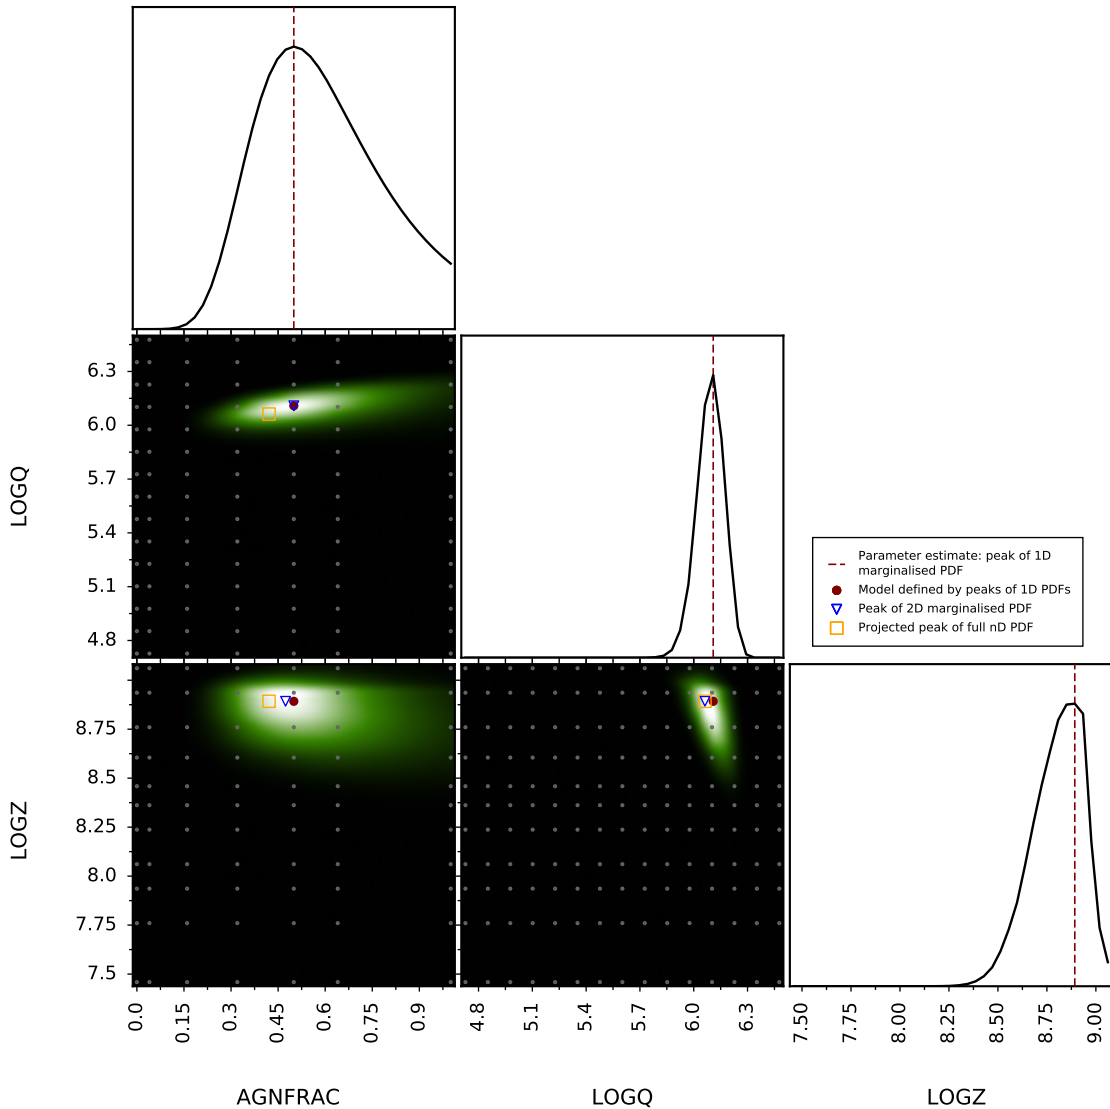 6.3
6.0
5.7
5.4
5.1
4.8
LOGQ
Parameter estimate: peak of 1D
marginalised PDF
Model defined by peaks of 1D PDFs
Peak of 2D marginalised PDF
Projected peak of full nD PDF
8.75
8.5
8.25
8.0
7.75
7.5
LOGZ
0.0 0.15 0.3 0.45 0.6 0.75 0.9
4.8 5.1 5.4 5.7 6.0 6.3
7.50 7.75 8.00 8.25 8.50 8.75 9.00
AGNFRAC LOGQ LOGZ